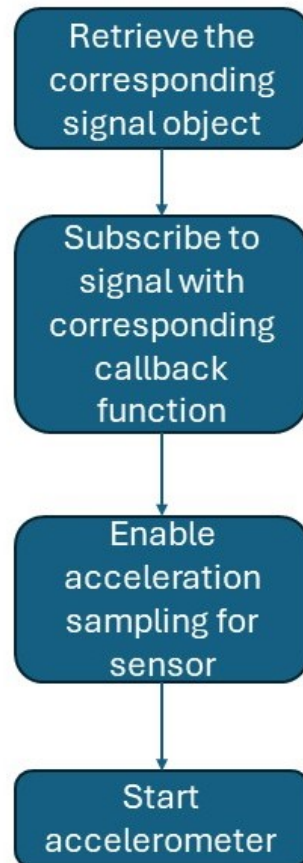 Retrieve the
corresponding
signal object
Subscribe to
signal with
corresponding
callback
function
Enable
acceleration
sampling for
sensor
Start
accelerometer